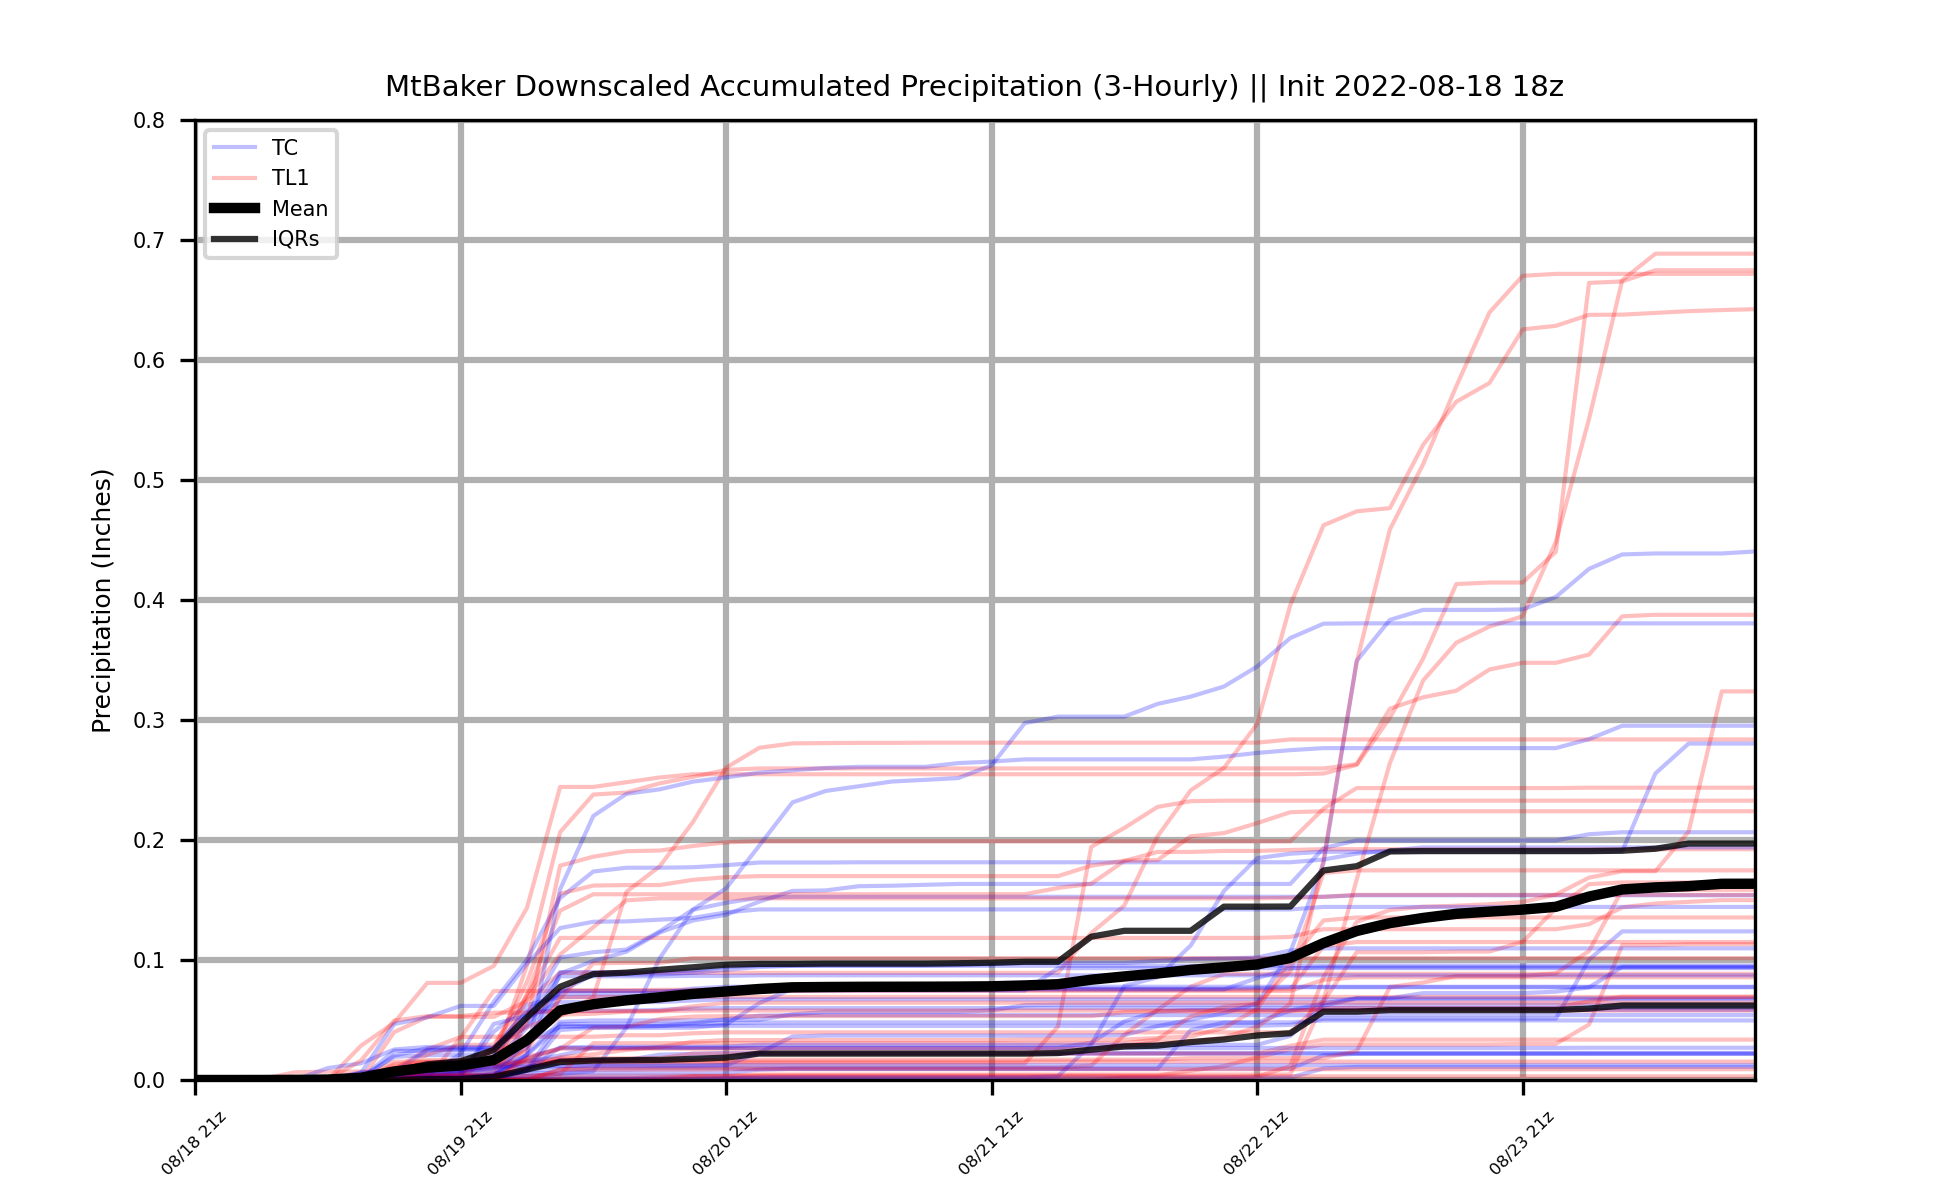 MtBaker Downscaled Accumulated Precipitation (3-Hourly) || Init 2022-08-18 18z
TC
TL1
Mean
IQRs
Precipitation (Inches)
0.8
0.7
0.6
0.5
0.4
0.3
0.2
0.1
0.0
08/18 21z
08/19 21z
08/20 21z
08/21 21z
08/22 21z
08/23 21z